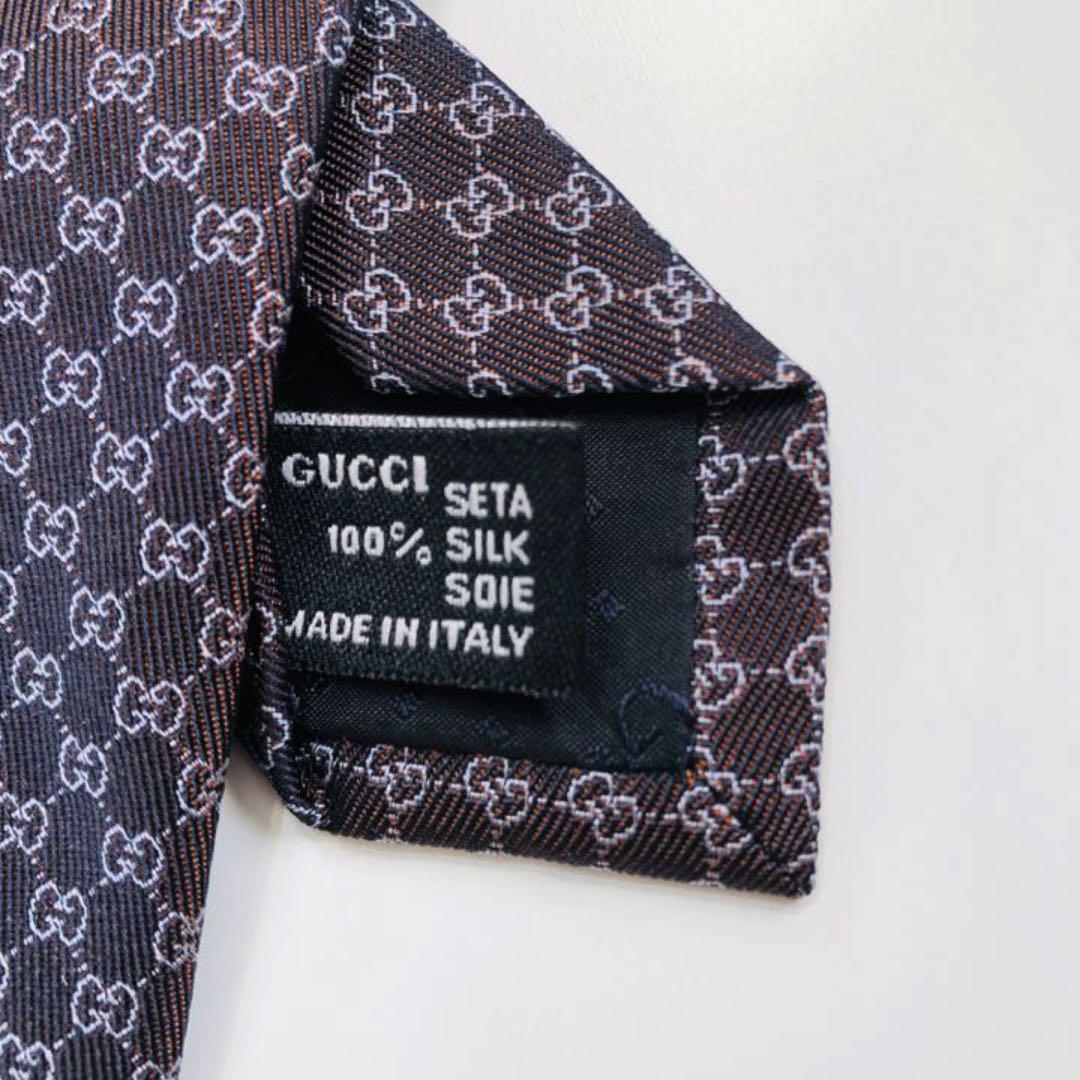 GUCCI
SETA
100% SILK
SOIE
MADE IN ITALY